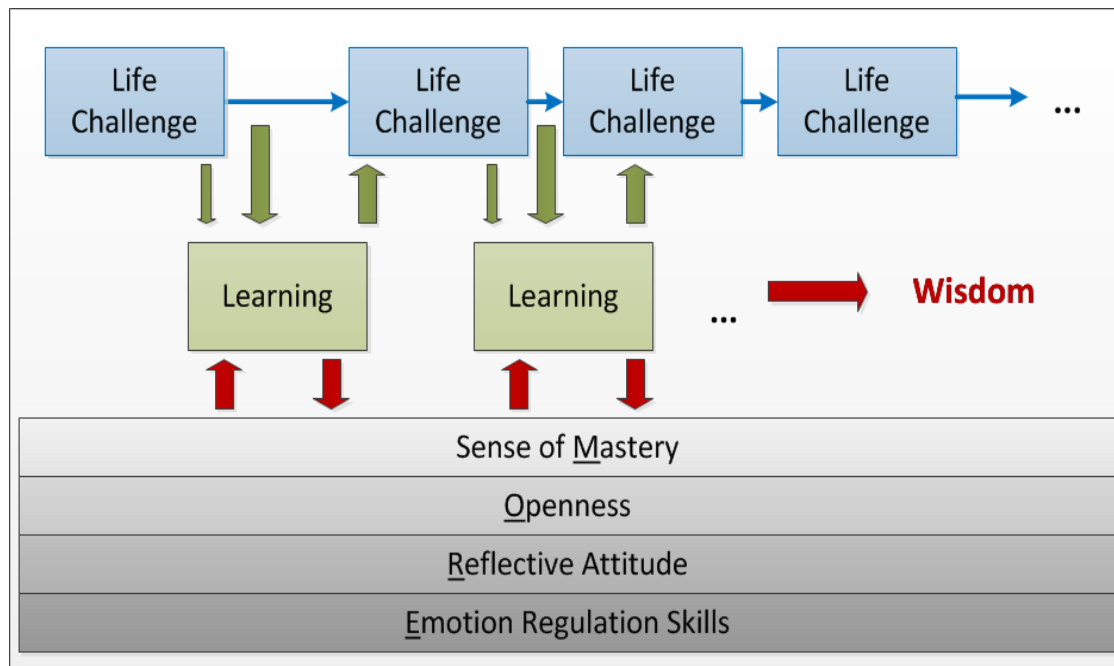 Life
Challenge
Life
Challenge
Life
Challenge
Life
Challenge
...
Learning
Learning
...
Wisdom
Sense of Mastery
Openness
Reflective Attitude
Emotion Regulation Skills